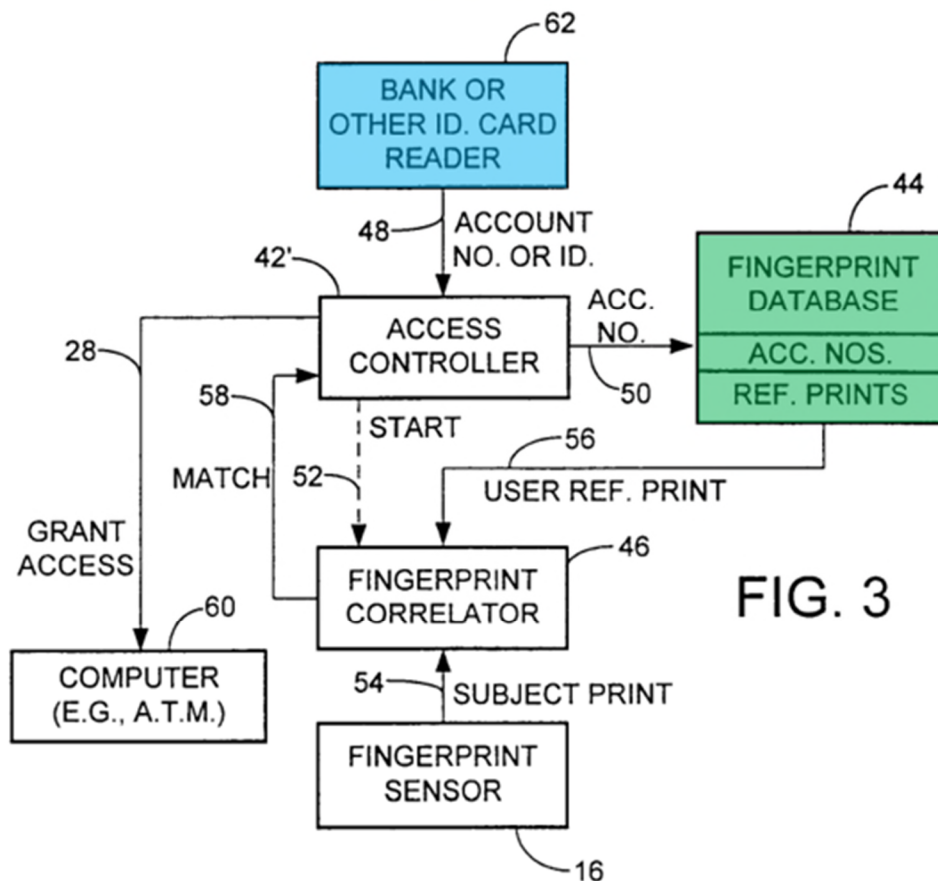 62
BANK OR
OTHER ID. CARD
READER
44
48
ACCOUNT
NO. OR ID.
42'
FINGERPRINT
DATABASE
ACC. NOS.
REF. PRINTS
ACCESS
CONTROLLER
ACC.
NO.
50
28
58
START
56
MATCH
52
USER REF. PRINT
GRANT
ACCESS
46
FINGERPRINT
CORRELATOR
FIG. 3
60
COMPUTER
(E.G., A.T.M.)
54
SUBJECT PRINT
FINGERPRINT
SENSOR
16